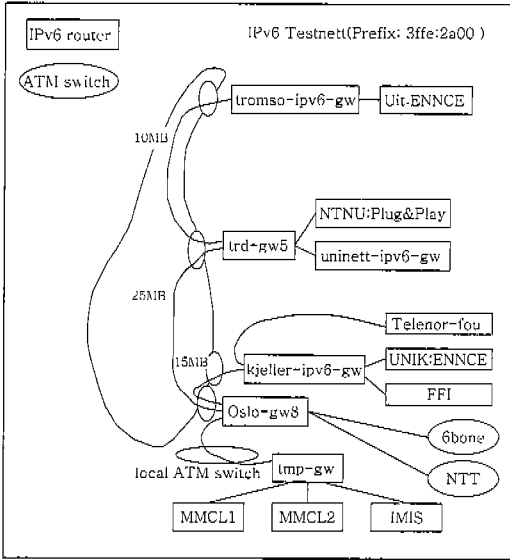 IPv6 router
IPv6 Testnett(Prefix: 3ffe:2a00 )
ATM switch
tromso-ipv6-gw
Uit-ENNCE
10MB
NTNU:Plug&Play
trd-gw5
uninett-ipv6-gw
25MB
Telenor-fou
15MB
kjeller-ipv6-gw
UNIK:ENNCE
FFI
Oslo-gw8
6bone
local ATM switch
tmp-gw
NTT
MMCL1
MMCL2
IMIS